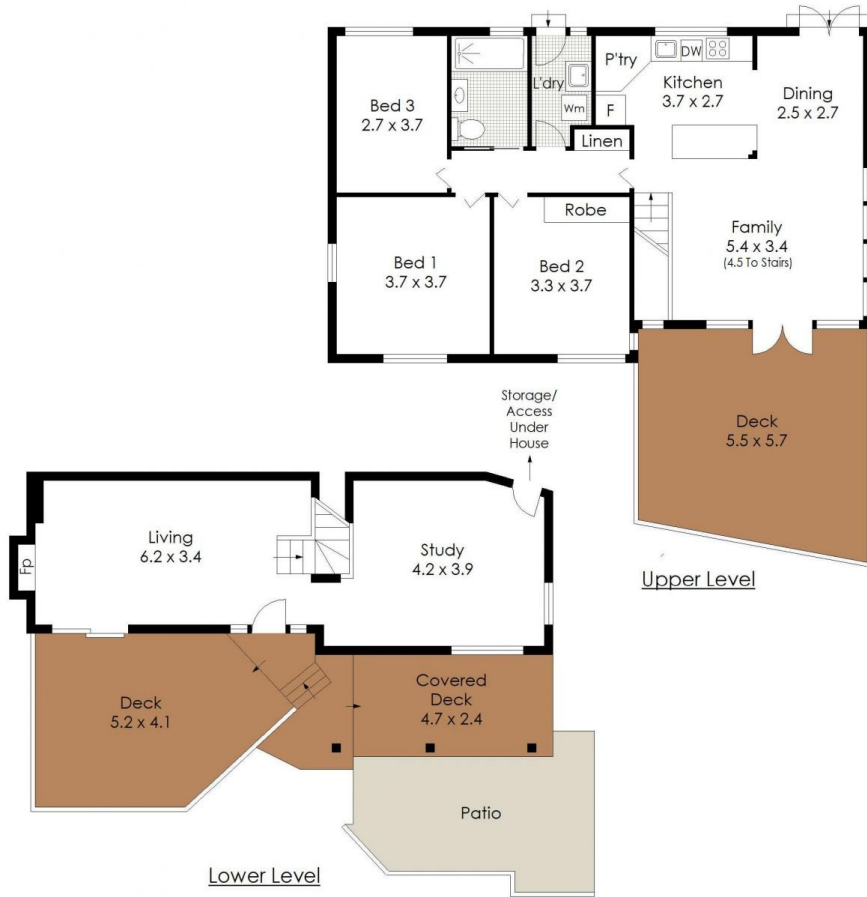 P'try
DW
L'dry
Kitchen
3.7 x 2.7
Dining
2.5 x 2.7
Bed 3
2.7 x 3.7
Wm
F
Linen
Robe
Family
5.4 x 3.4
(4.5 To Stairs)
Bed 1
3.7 x 3.7
Bed 2
3.3 x 3.7
Storage/
Access
Under
House
Deck
5.5 x 5.7
Living
6.2 x 3.4
Study
4.2 x 3.9
Fp
Upper Level
Covered
Deck
4.7 x 2.4
Deck
5.2 x 4.1
Patio
Lower Level